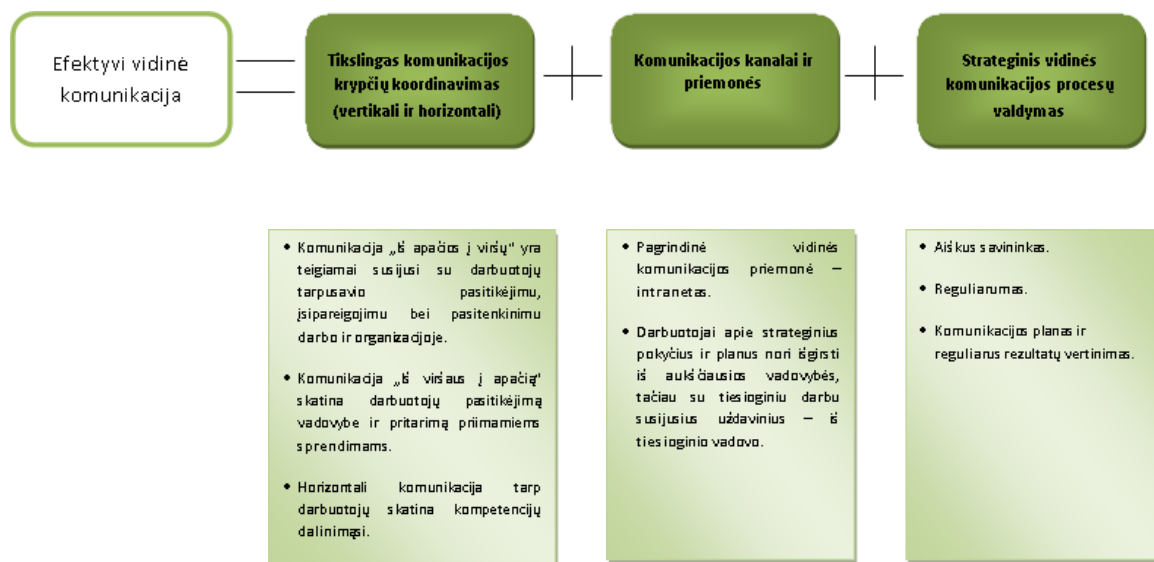 Efektyvi vidinė
komunikacija
Tikslingas komunikacijos
krypčių koordinavimas
(vertikali ir horizontali)
Komunikacijos kanalai ir
priemonės
Strateginis vidinės
komunikacijos procesų
valdymas
• Komunikacija „Iš apačios į viršų“ yra
teigiamai susijusi su darbuotojų
tarpusavio pasitikėjimu,
įsipareigojimu bei pasitenkinimu
darbo ir organizacijoje.
• Komunikacija „Iš viršaus į apačią“
skatina darbuotojų pasitikėjimą
vadovybe ir pritarimą priimamiems
sprendimams.
• Horizontali komunikacija tarp
darbuotojų skatina kompetencijų
dalinimąsi.
• Pagrindinė vidinės
komunikacijos priemonė –
intranetas.
• Darbuotojai apie strateginius
pokyčius ir planus nori išgirsti
iš aukščiausios vadovybės,
tačiau su tiesioginiu darbu
susijusius uždavinius – iš
tiesioginio vadovo.
• Aiškus savininkas.
• Reguliarumas.
• Komunikacijos planas ir
reguliarus rezultatų vertinimas.